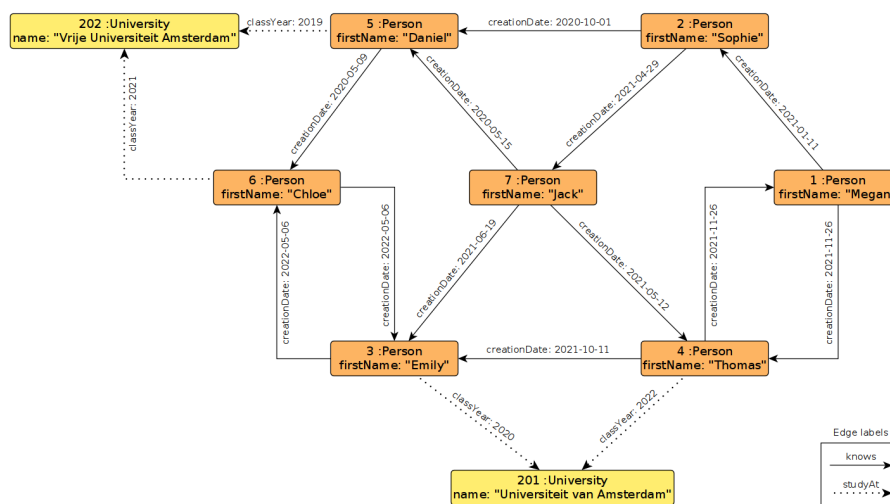 202 :University
name: "Vrije Universiteit Amsterdam"
classYear: 2019
5 :Person
firstName: "Daniel"
creationDate: 2020-10-01
2 :Person
firstName: "Sophie"
classYear: 2021
creationDate: 2020-05-09
creationDate: 2020-05-15
creationDate: 2021-04-29
creationDate: 2021-01-11
6 :Person
firstName: "Chloe"
7 :Person
firstName: "Jack"
1 :Person
firstName: "Megan
creationDate: 2022-05-06
creationDate: 2022-05-06
creationDate: 2021-06-19
creationDate: 2021-05-12
creationDate: 2021-11-26
creationDate: 2021-11-26
3 :Person
firstName: "Emily"
creationDate: 2021-10-11
4 :Person
firstName: "Thomas"
classYear: 2020
classYear: 2022
201 :University
name: "Universiteit van Amsterdam"
Edge labels
knows
studyAt